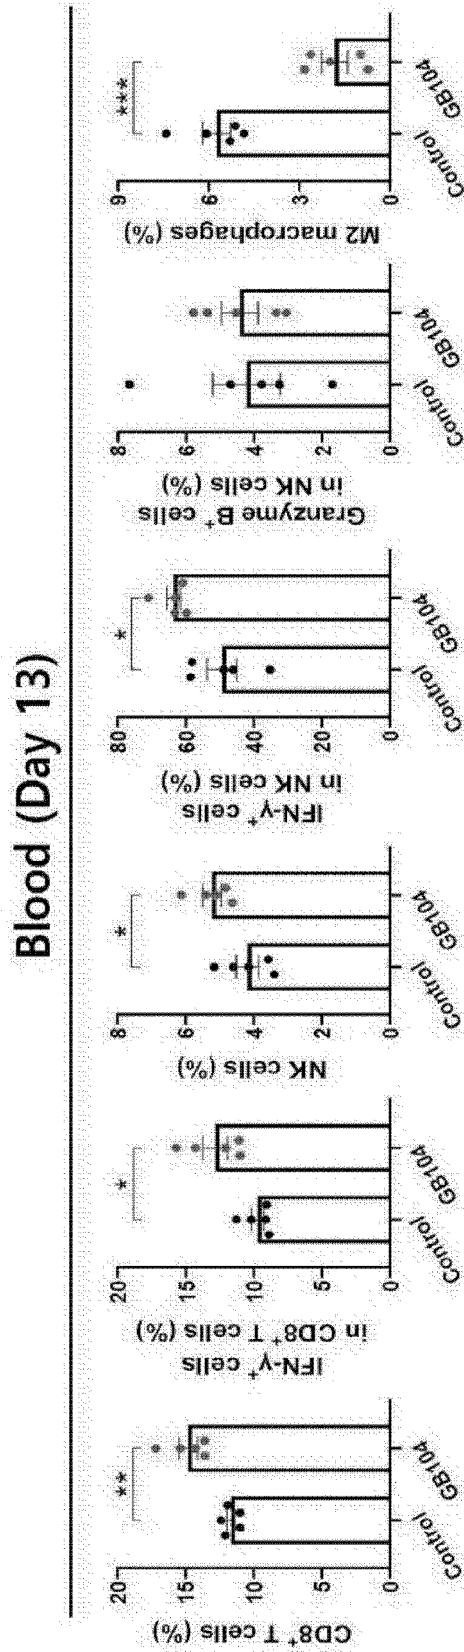 Blood (Day 13)
CD8+ T cells (%)
20
15
10
5
0
**
Control
GB104
IFN-γ+ cells
in CD8+ T cells (%)
20
15
10
5
0
*
Control
GB104
NK cells (%)
8
6
4
2
0
*
Control
GB104
IFN-γ+ cells
in NK cells (%)
80
60
40
20
0
*
Control
GB104
Granzyme B+ cells
in NK cells (%)
8
6
4
2
0
Control
GB104
M2 macrophages (%)
9
6
3
0
***
Control
GB104